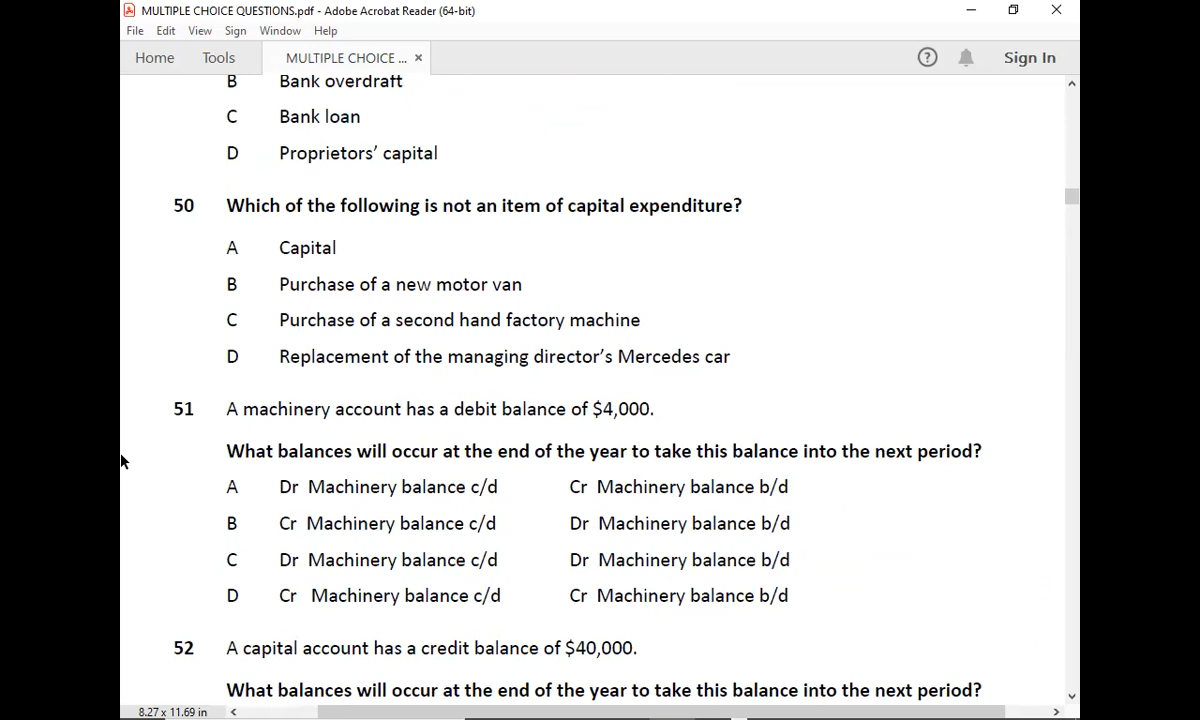 MULTIPLE CHOICE QUESTIONS.pdf - Adobe Acrobat Reader (64-bit)
File Edit View Sign Window Help
Home Tools MULTIPLE CHOICE ... × Sign In
B Bank overdraft
C Bank loan
D Proprietors’ capital
50 Which of the following is not an item of capital expenditure?
A Capital
B Purchase of a new motor van
C Purchase of a second hand factory machine
D Replacement of the managing director’s Mercedes car
51 A machinery account has a debit balance of $4,000.
What balances will occur at the end of the year to take this balance into the next period?
A Dr Machinery balance c/d Cr Machinery balance b/d
B Cr Machinery balance c/d Dr Machinery balance b/d
C Dr Machinery balance c/d Dr Machinery balance b/d
D Cr Machinery balance c/d Cr Machinery balance b/d
52 A capital account has a credit balance of $40,000.
What balances will occur at the end of the year to take this balance into the next period?
8.27 x 11.69 in